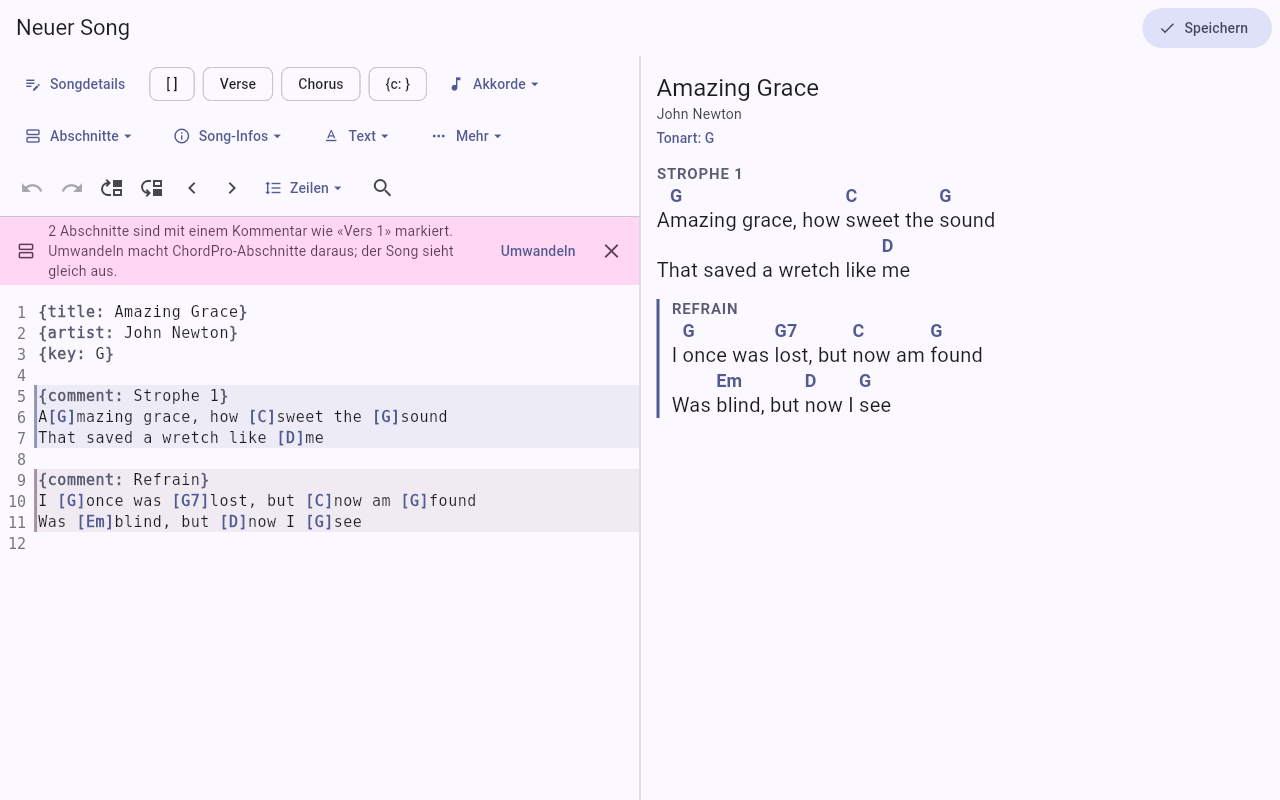 Neuer Song
Speichern
Songdetails
[ ]
Verse
Chorus
{c: }
Akkorde
Abschnitte
Song-Infos
Text
Mehr
Zeilen
2 Abschnitte sind mit einem Kommentar wie «Vers 1» markiert.
Umwandeln macht ChordPro-Abschnitte daraus; der Song sieht
gleich aus.
Umwandeln
1 {title: Amazing Grace}
2 {artist: John Newton}
3 {key: G}
4
5 {comment: Strophe 1}
6 A[G]mazing grace, how [C]sweet the [G]sound
7 That saved a wretch like [D]me
8
9 {comment: Refrain}
10 I [G]once was [G7]lost, but [C]now am [G]found
11 Was [Em]blind, but [D]now I [G]see
12
Amazing Grace
John Newton
Tonart: G
STROPHE 1
G C G
Amazing grace, how sweet the sound
D
That saved a wretch like me
REFRAIN
G G7 C G
I once was lost, but now am found
Em D G
Was blind, but now I see